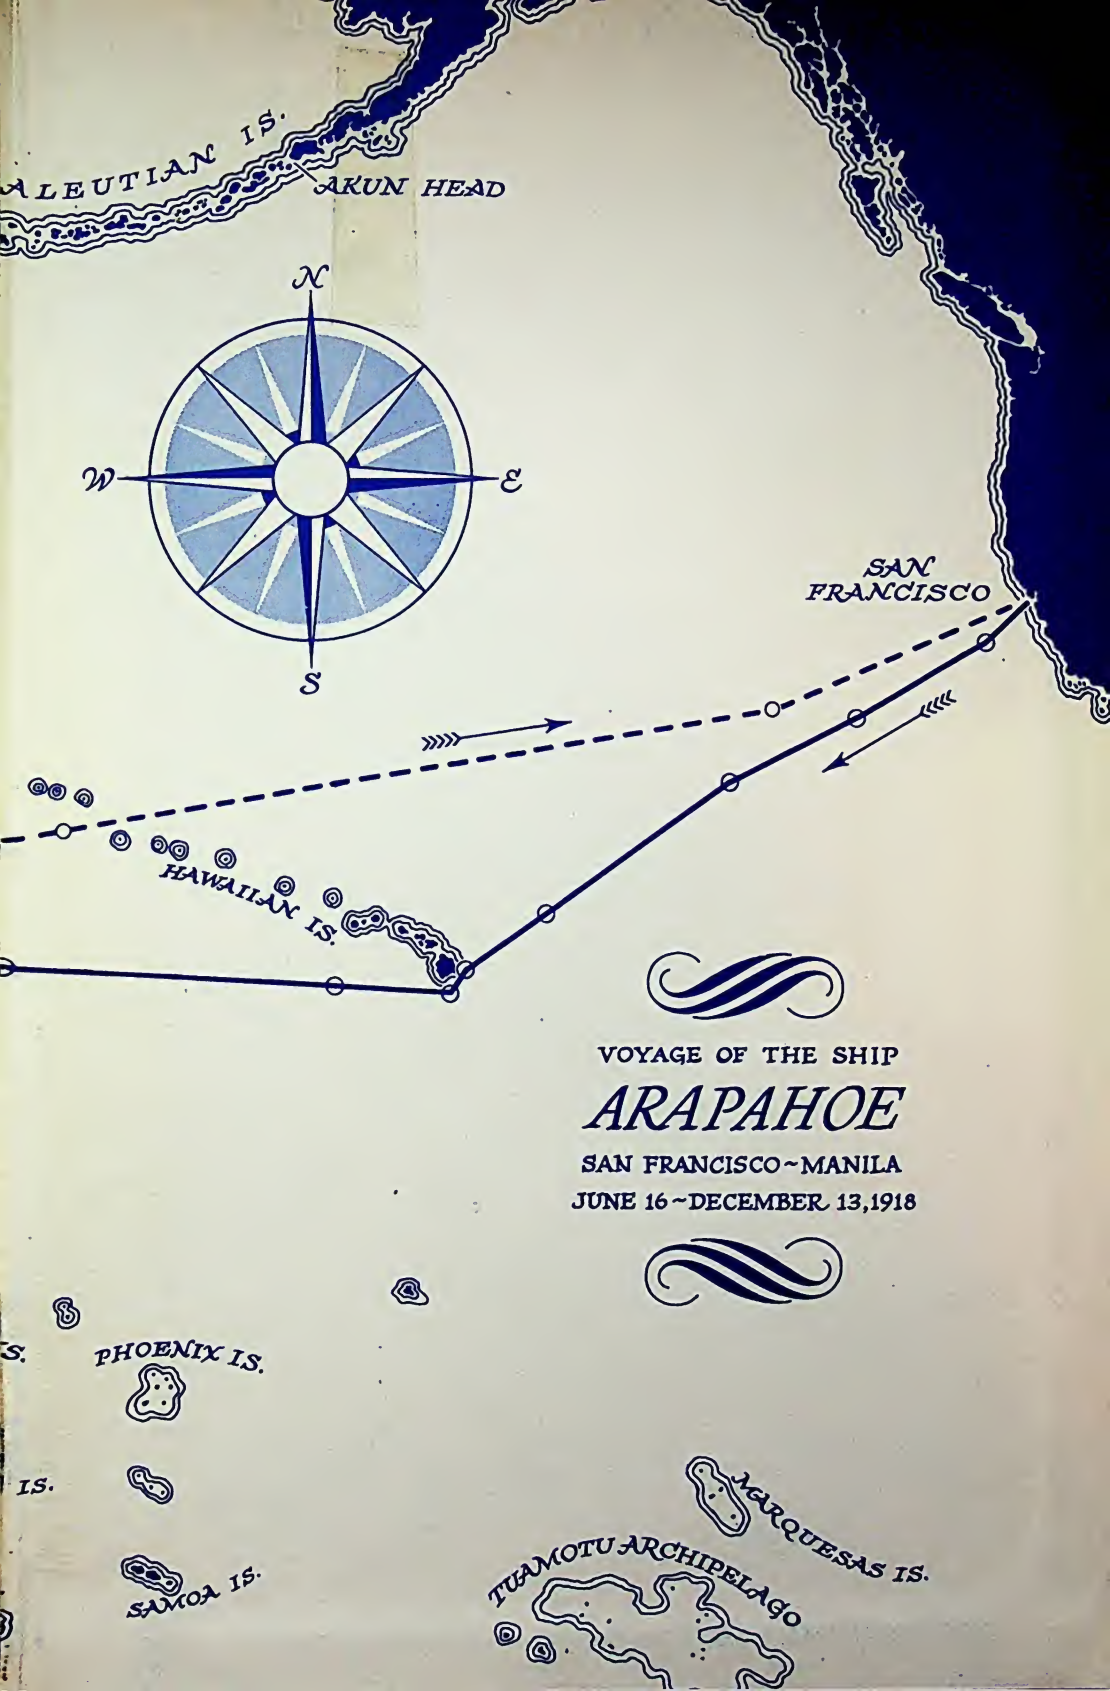 ALEUTIAN IS.
AKUN HEAD
N
W
E
S
SAN
FRANCISCO
HAWAIIAN IS.
VOYAGE OF THE SHIP
ARAPAHOE
SAN FRANCISCO~MANILA
JUNE 16~DECEMBER 13, 1918
S.
PHOENIX IS.
IS.
MARQUESAS IS.
TUAMOTU ARCHIPELAGO
SAMOA IS.